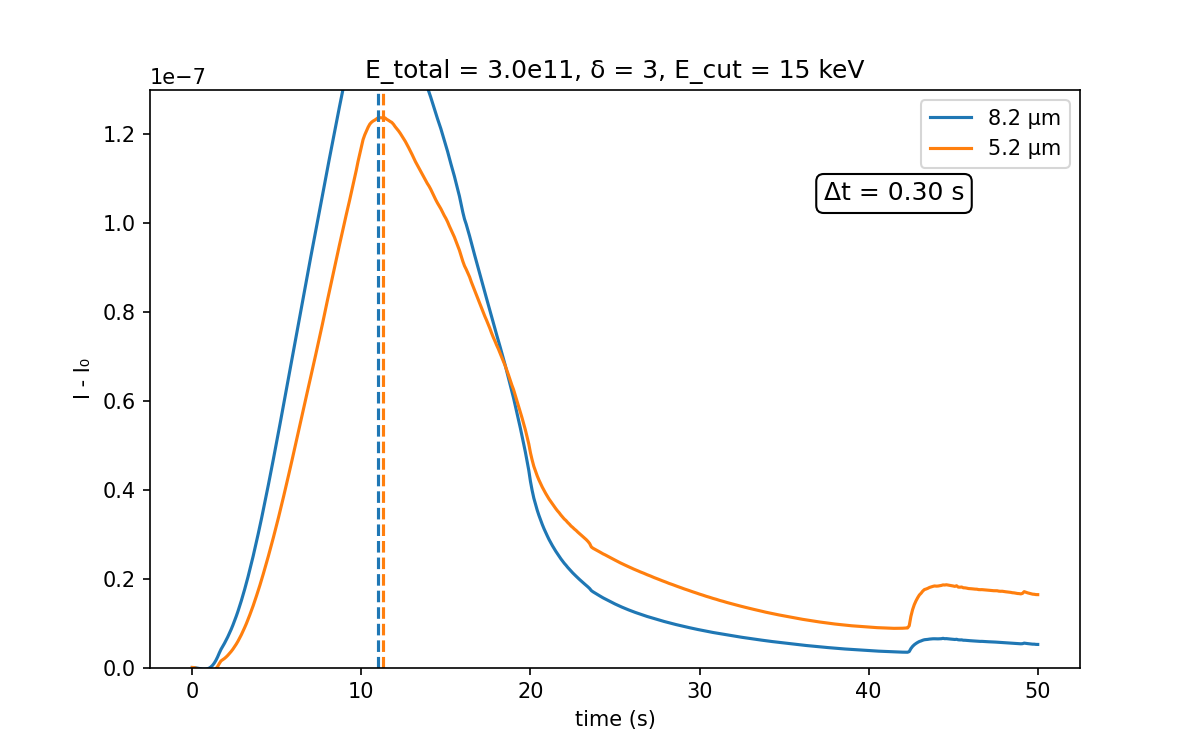 E_total = 3.0e11, δ = 3, E_cut = 15 keV
1e−7
8.2 μm
5.2 μm
Δt = 0.30 s
1.2
1.0
0.8
0.6
0.4
0.2
0.0
I - I₀
0 10 20 30 40 50
time (s)